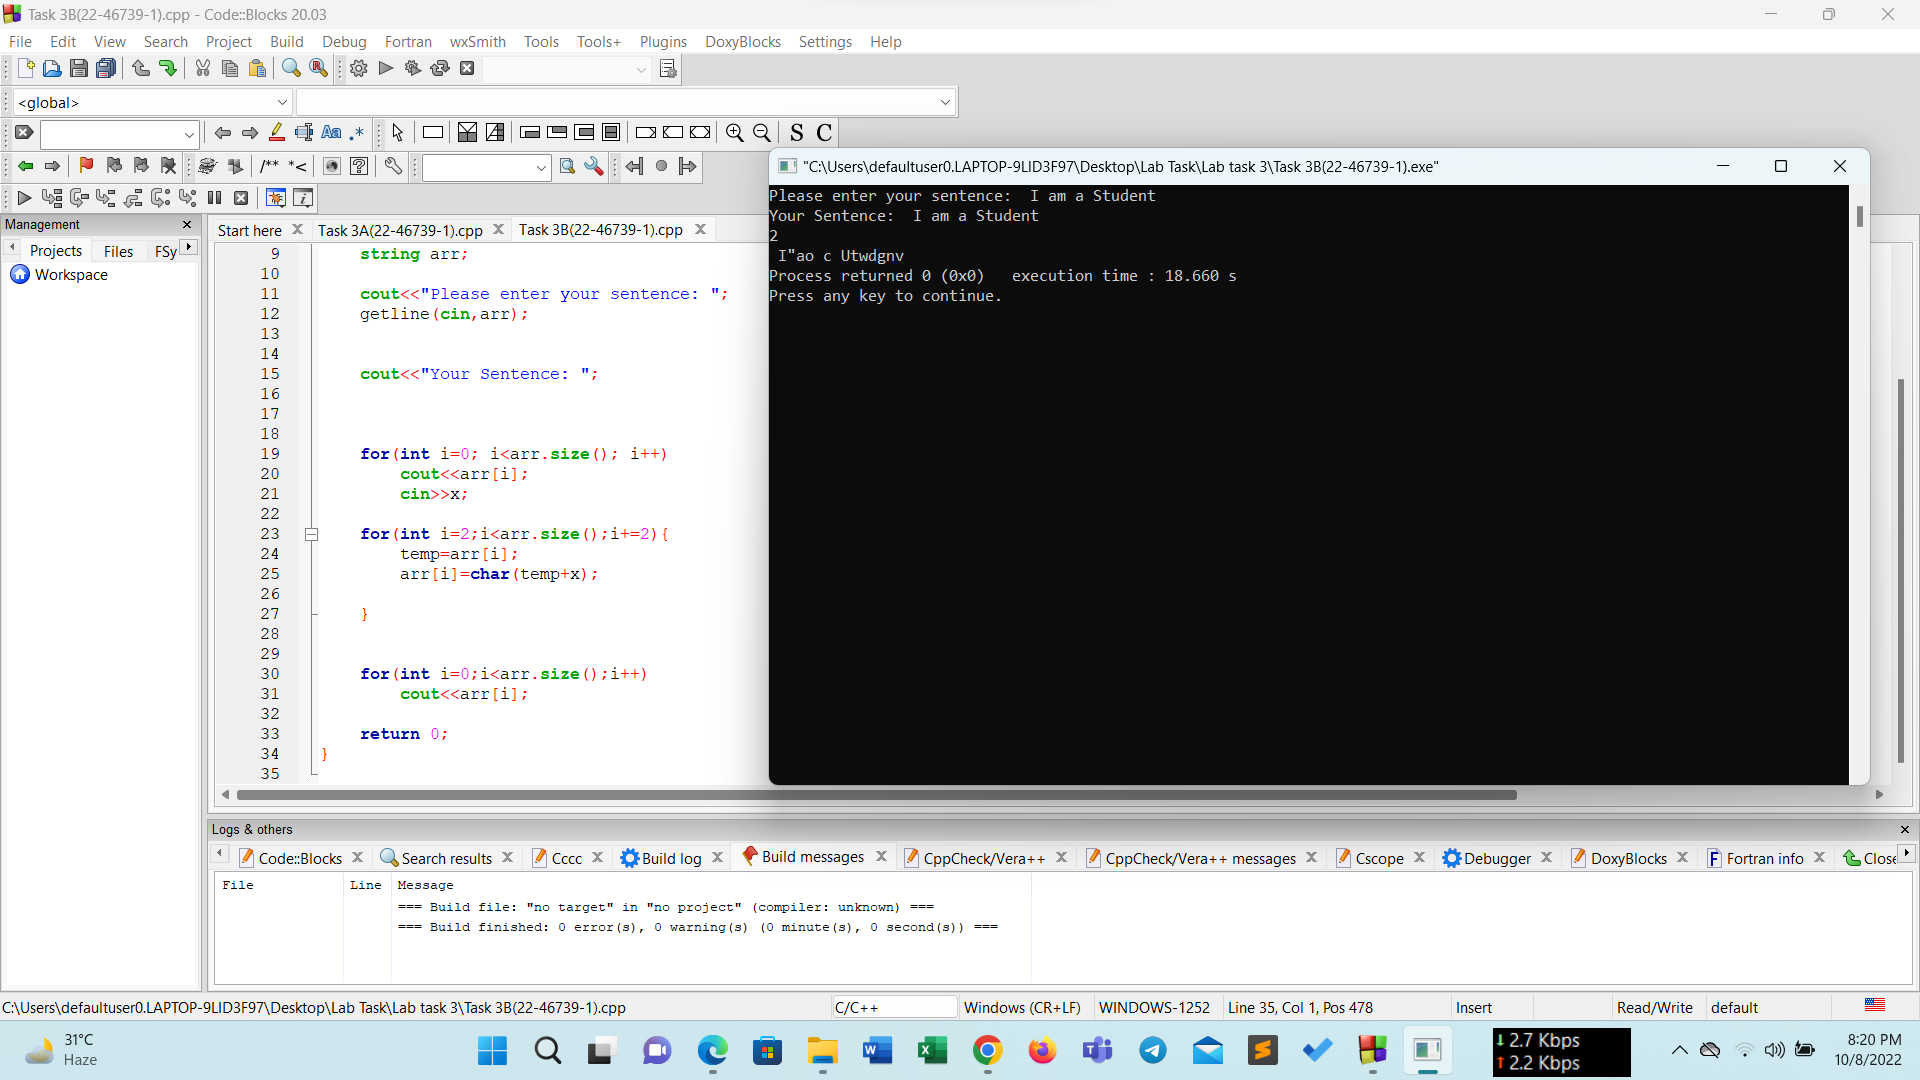 Task 3B(22-46739-1).cpp - Code::Blocks 20.03
File Edit View Search Project Build Debug Fortran wxSmith Tools Tools+ Plugins DoxyBlocks Settings Help
<global>
Aa .* S C
/** *<
"C:\Users\defaultuser0.LAPTOP-9LID3F97\Desktop\Lab Task\Lab task 3\Task 3B(22-46739-1).exe"
Please enter your sentence:  I am a Student
Your Sentence:  I am a Student
2
 I"ao c Utwdgnv
Process returned 0 (0x0)   execution time : 18.660 s
Press any key to continue.
Management
Projects Files FSy
Workspace
Start here Task 3A(22-46739-1).cpp Task 3B(22-46739-1).cpp
9 string arr;
10
11 cout<<"Please enter your sentence: ";
12 getline(cin,arr);
13
14
15 cout<<"Your Sentence: ";
16
17
18
19 for(int i=0; i<arr.size(); i++)
20 cout<<arr[i];
21 cin>>x;
22
23 for(int i=2;i<arr.size();i+=2){
24 temp=arr[i];
25 arr[i]=char(temp+x);
26
27 }
28
29
30 for(int i=0;i<arr.size();i++)
31 cout<<arr[i];
32
33 return 0;
34 }
35
Logs & others
Code::Blocks Search results Cccc Build log Build messages CppCheck/Vera++ CppCheck/Vera++ messages Cscope Debugger DoxyBlocks Fortran info Close
File Line Message
=== Build file: "no target" in "no project" (compiler: unknown) ===
=== Build finished: 0 error(s), 0 warning(s) (0 minute(s), 0 second(s)) ===
C:\Users\defaultuser0.LAPTOP-9LID3F97\Desktop\Lab Task\Lab task 3\Task 3B(22-46739-1).cpp C/C++ Windows (CR+LF) WINDOWS-1252 Line 35, Col 1, Pos 478 Insert Read/Write default
31°C
Haze
↓ 2.7 Kbps
↑ 2.2 Kbps
8:20 PM
10/8/2022